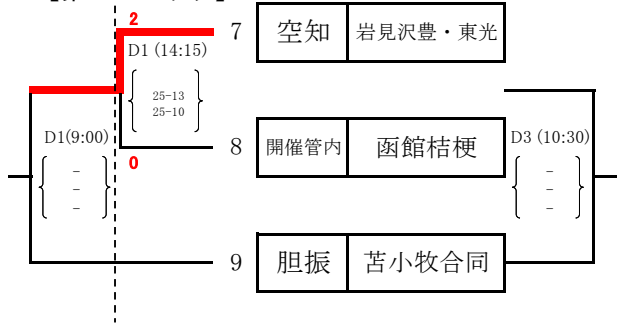 2
7 空知 岩見沢豊・東光
D1 (14:15)
25-13
25-10
D1(9:00)
-
-
-
8 開催管内 函館桔梗
D3 (10:30)
-
-
-
0
9 胆振 苫小牧合同